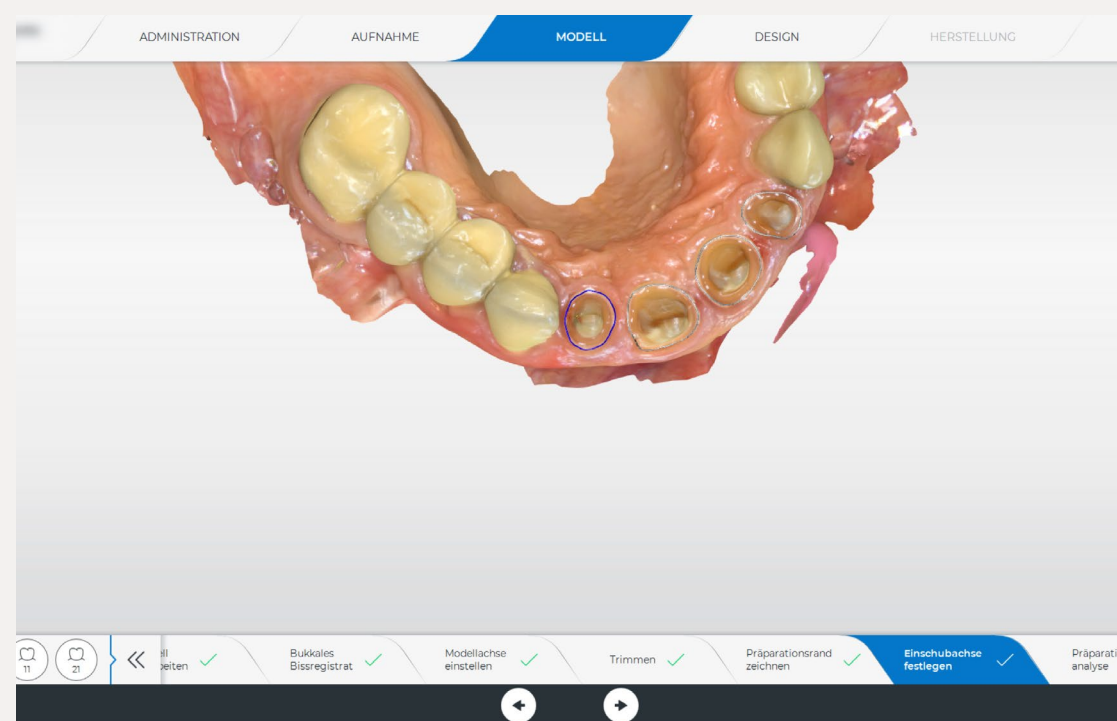 ADMINISTRATION
AUFNAHME
MODELL
DESIGN
HERSTELLUNG
11
21
Bukkales
Bissregistrat
Modellachse
einstellen
Trimmen
Präparationsrand
zeichnen
Einschubachse
festlegen
analyse